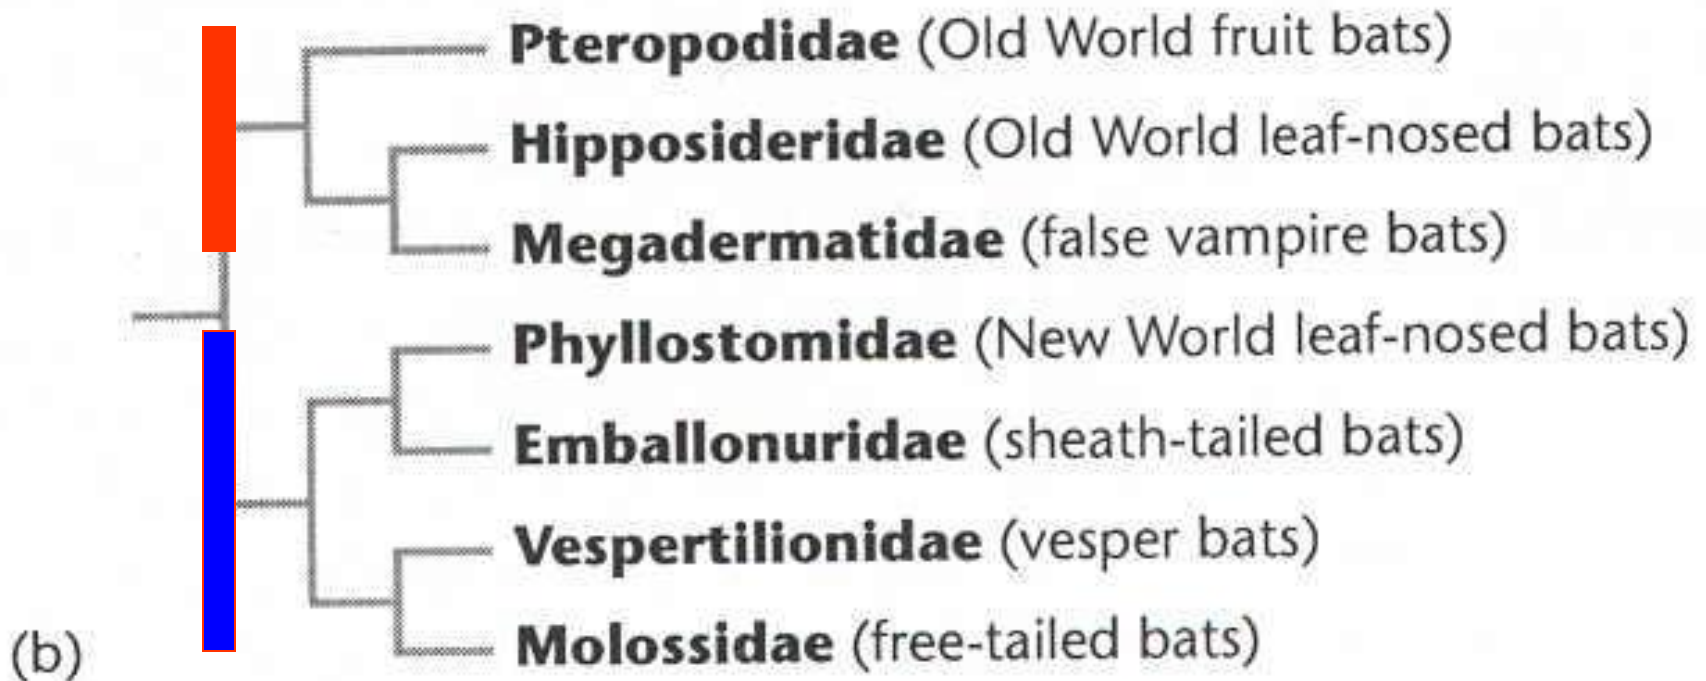 Pteropodidae (Old World fruit bats)
Hipposideridae (Old World leaf-nosed bats)
Megadermatidae (false vampire bats)
Phyllostomidae (New World leaf-nosed bats)
Emballonuridae (sheath-tailed bats)
Vespertilionidae (vesper bats)
Molossidae (free-tailed bats)
(b)